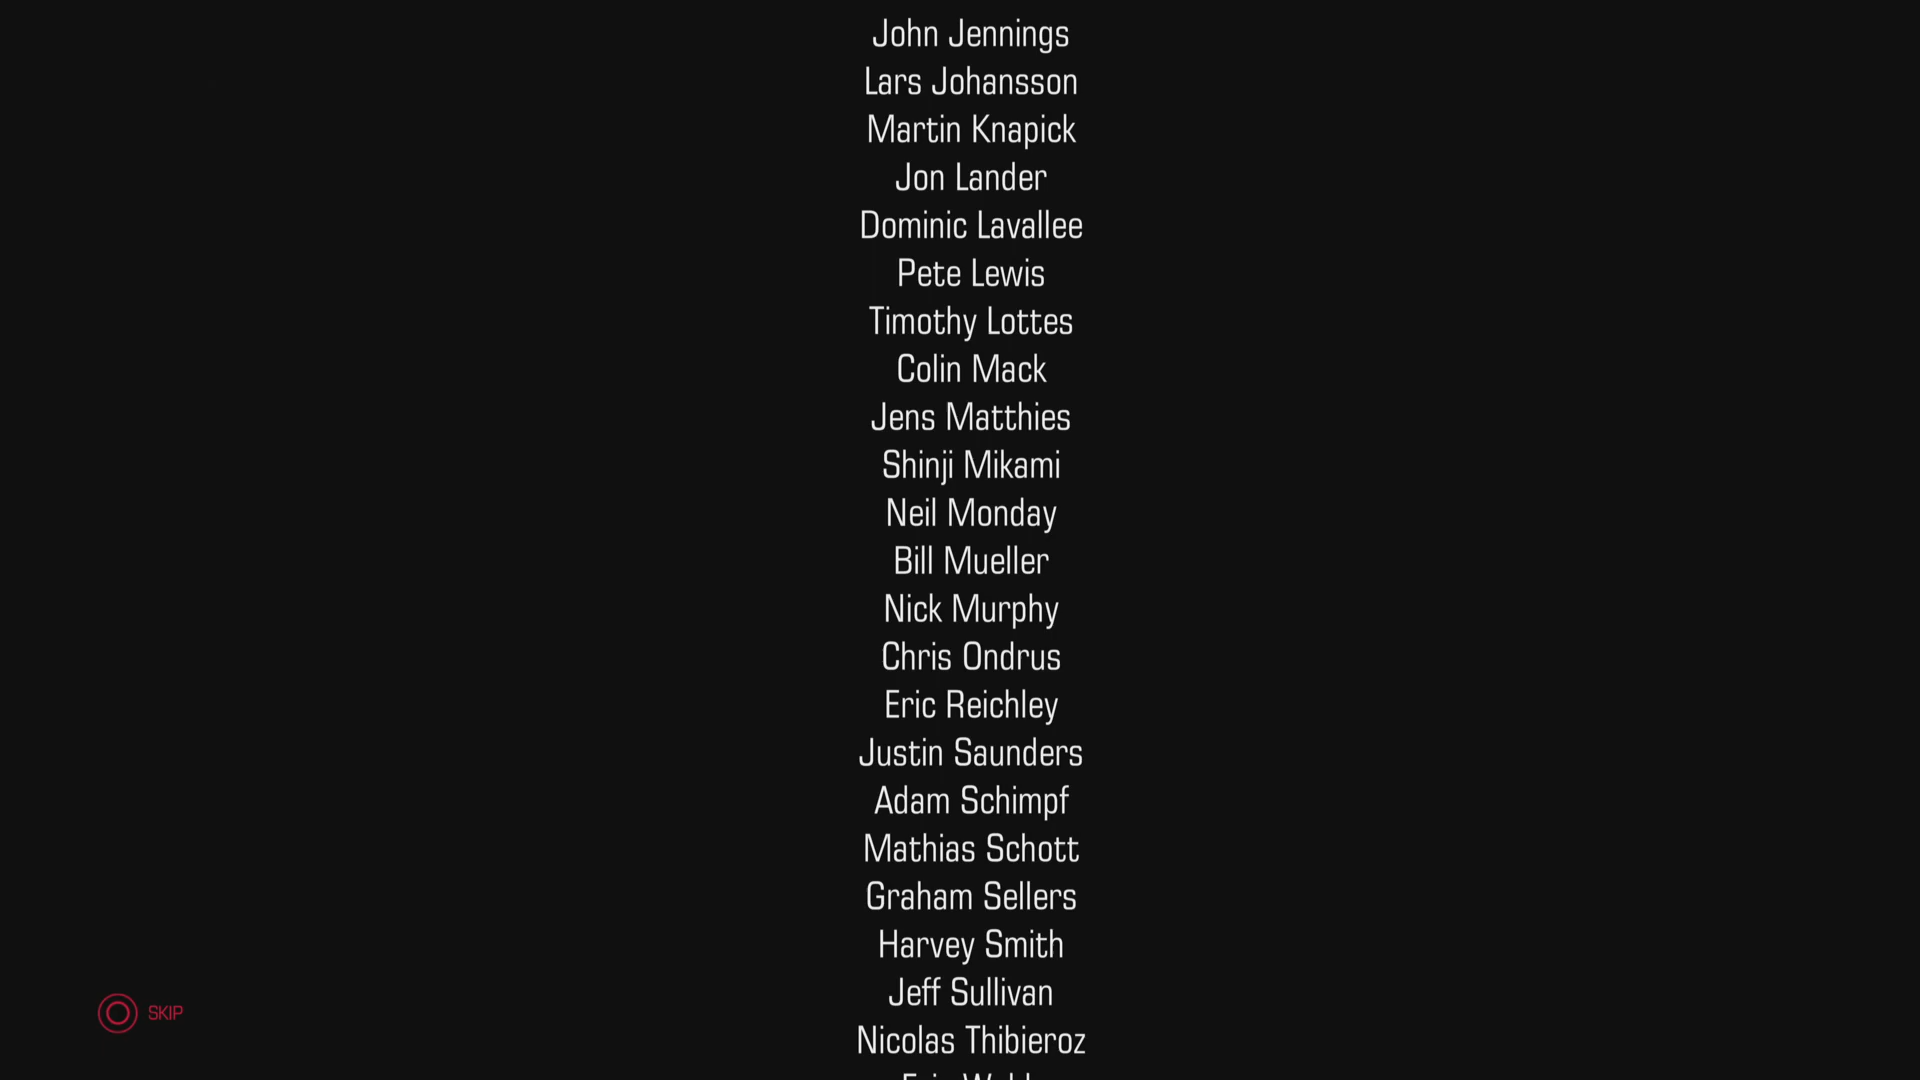 John Jennings
Lars Johansson
Martin Knapick
Jon Lander
Dominic Lavallee
Pete Lewis
Timothy Lottes
Colin Mack
Jens Matthies
Shinji Mikami
Neil Monday
Bill Mueller
Nick Murphy
Chris Ondrus
Eric Reichley
Justin Saunders
Adam Schimpf
Mathias Schott
Graham Sellers
Harvey Smith
Jeff Sullivan
SKIP
Nicolas Thibieroz